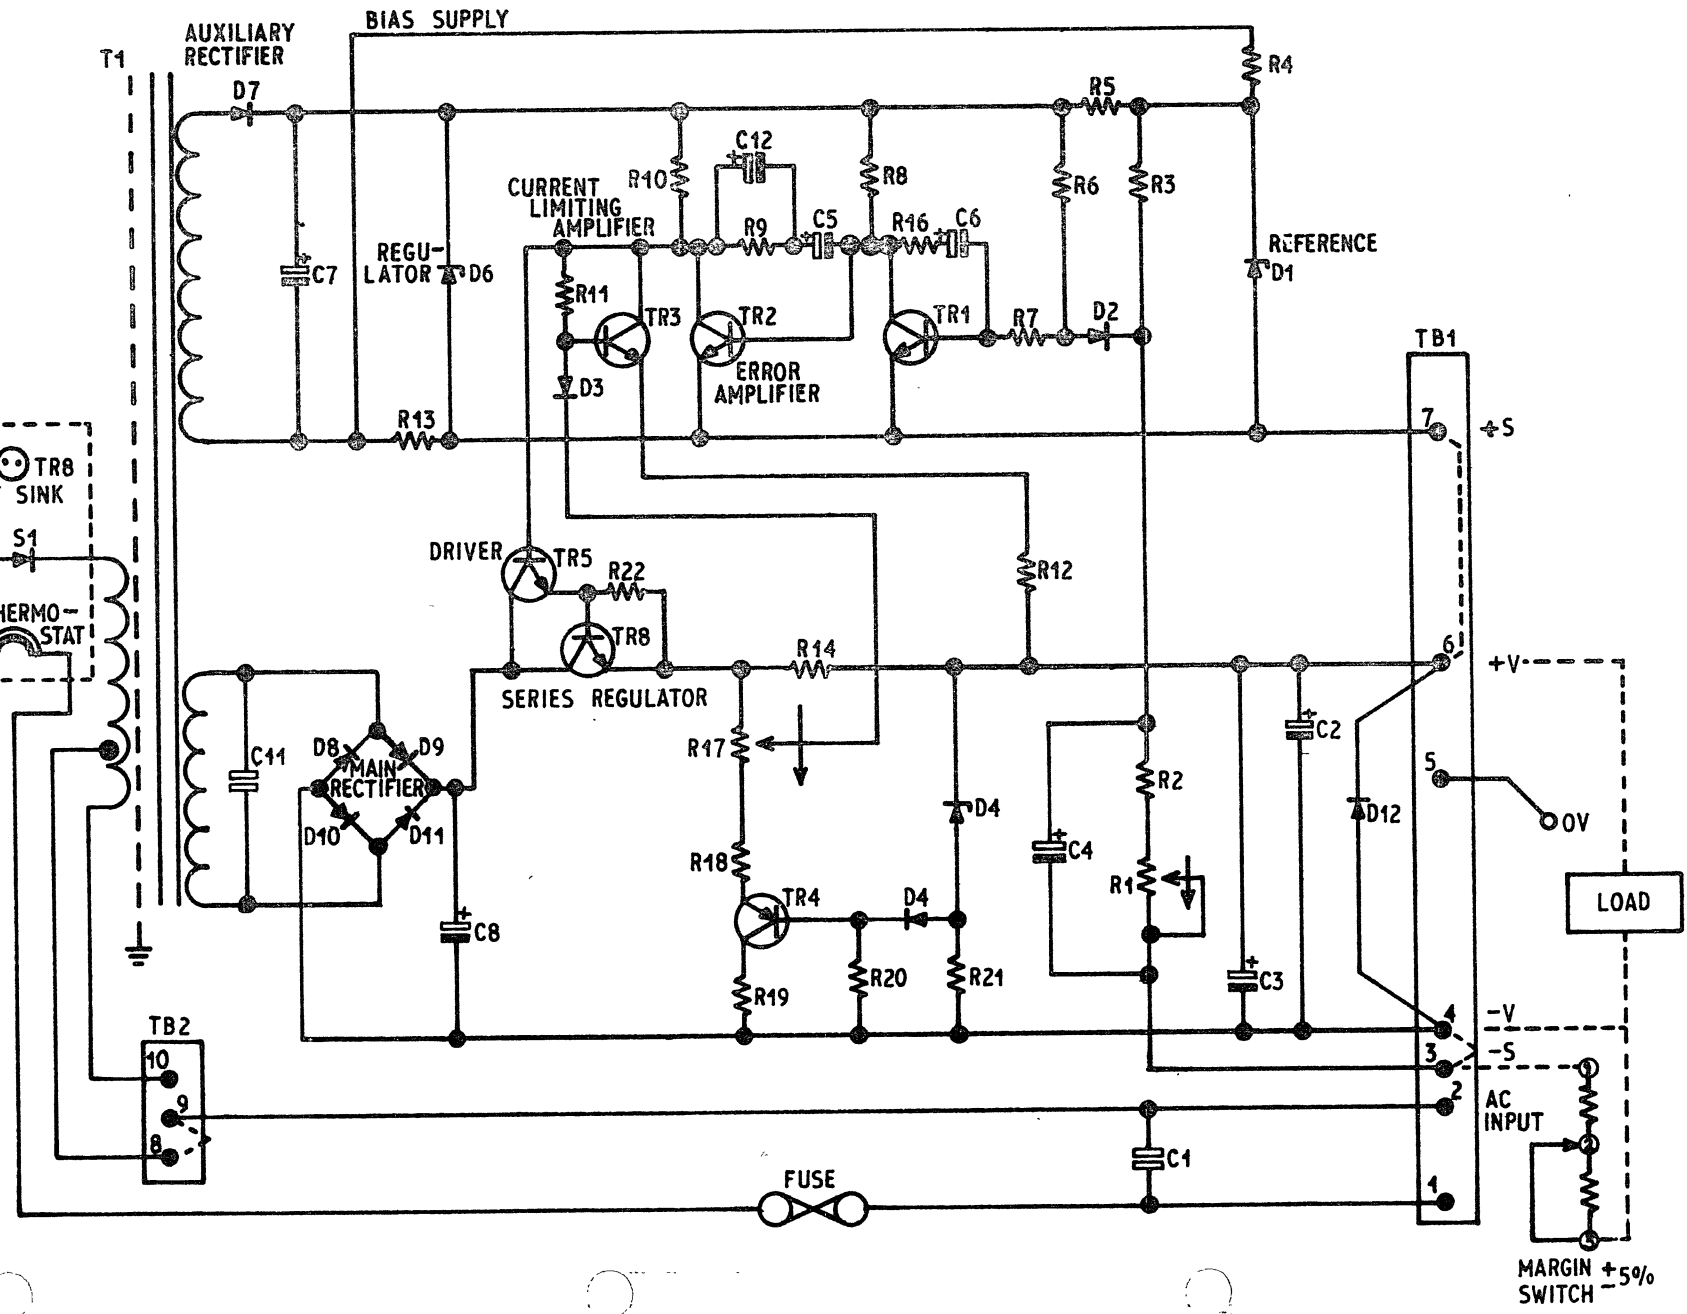 BIAS SUPPLY
AUXILIARY
RECTIFIER
T1
D7
R4
R5
C12
R10
R8
R6
R3
CURRENT
LIMITING
AMPLIFIER
R9
C5
R16
C6
REGU-
LATOR
D6
C7
REFERENCE
D1
R11
TR3
TR2
TR1
R7
D2
ERROR
AMPLIFIER
D3
R13
TB1
7
+S
TR8
SINK
S1
DRIVER
TR5
R22
R12
HERMO-
STAT
TR8
R14
6
+V
SERIES REGULATOR
R17
C2
C11
D8
D9
MAIN
RECTIFIER
D10
D11
R2
5
0V
D4
D12
C4
R18
R1
TR4
D4
LOAD
C8
R20
R21
C3
R19
4
-V
TB2
3
-S
10
2
AC
INPUT
1
9
2
8
C1
FUSE
1
3
MARGIN
SWITCH
+5%
-